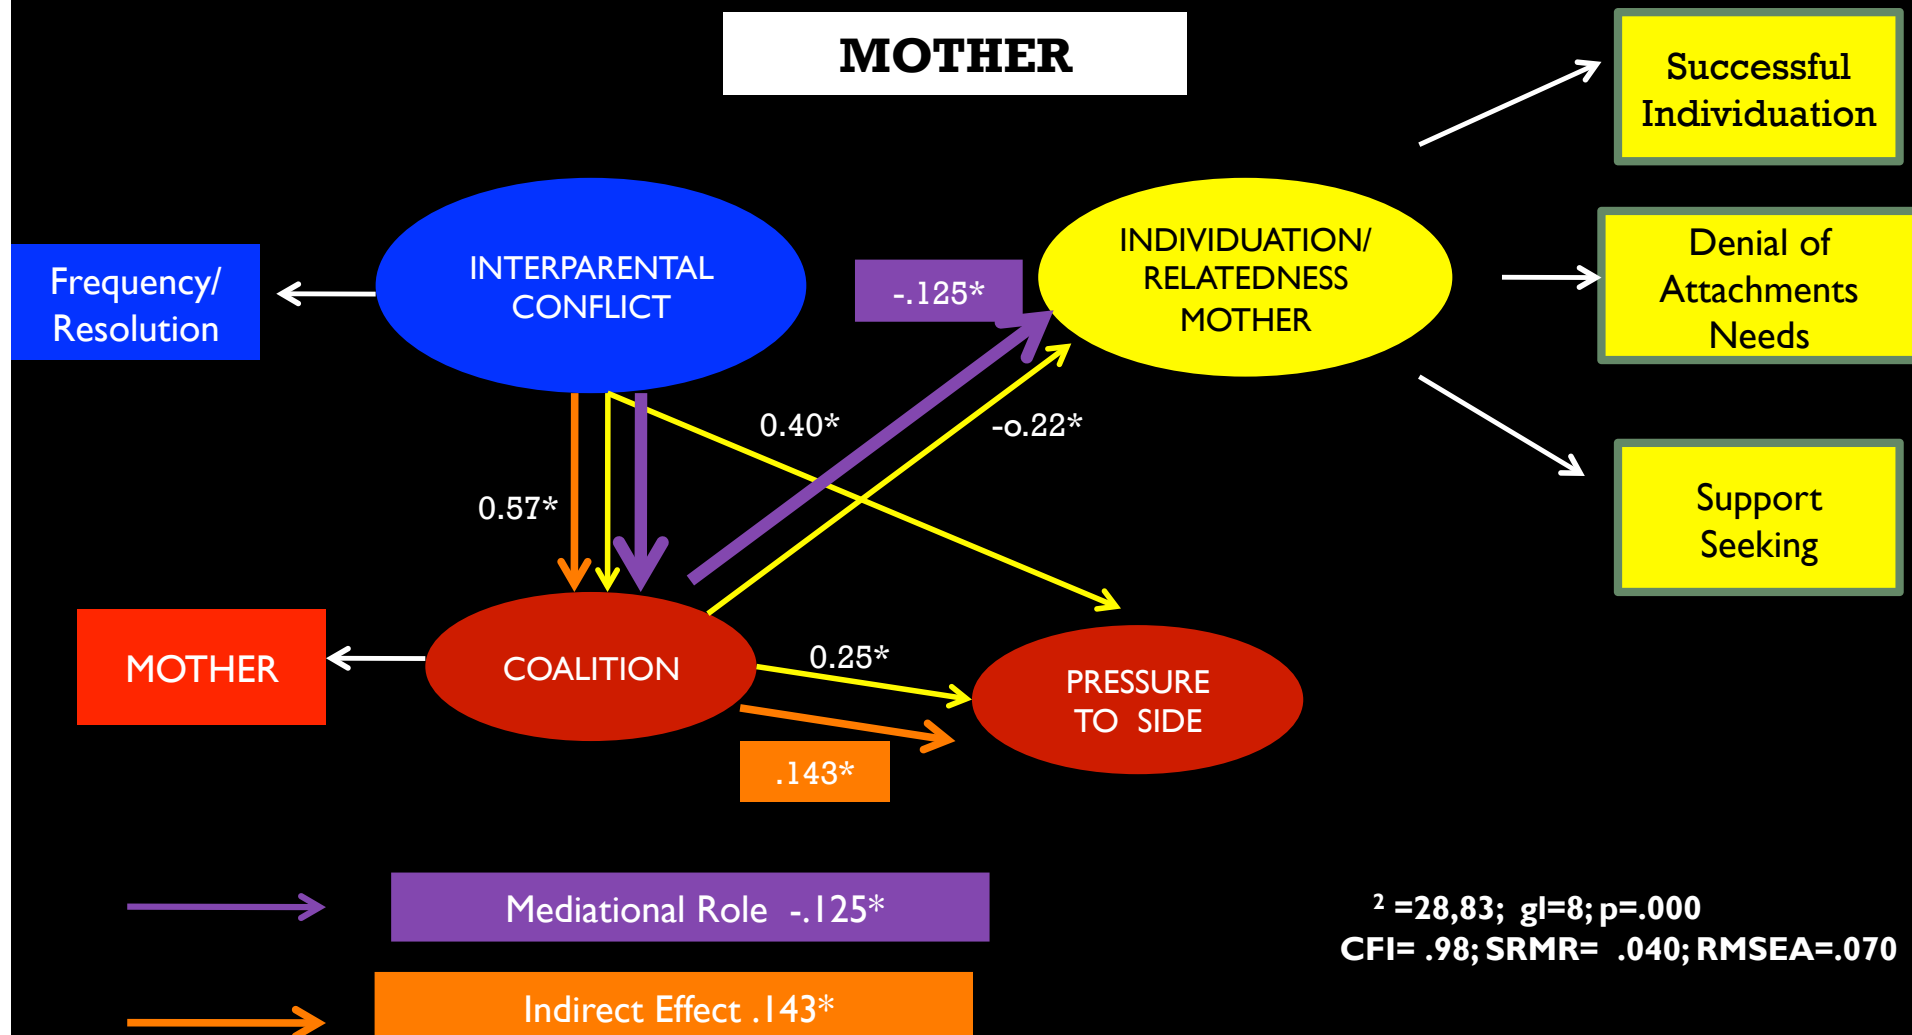 MOTHER
Successful
Individuation
INTERPARENTAL
CONFLICT
INDIVIDUATION/
RELATEDNESS
MOTHER
Frequency/
Resolution
-.125*
Denial of
Attachments
Needs
0.40*
-o.22*
0.57*
Support
Seeking
MOTHER
COALITION
0.25*
PRESSURE
TO SIDE
.143*
Mediational Role -.125*
² =28,83; gl=8; p=.000
CFI= .98; SRMR= .040; RMSEA=.070
Indirect Effect .143*